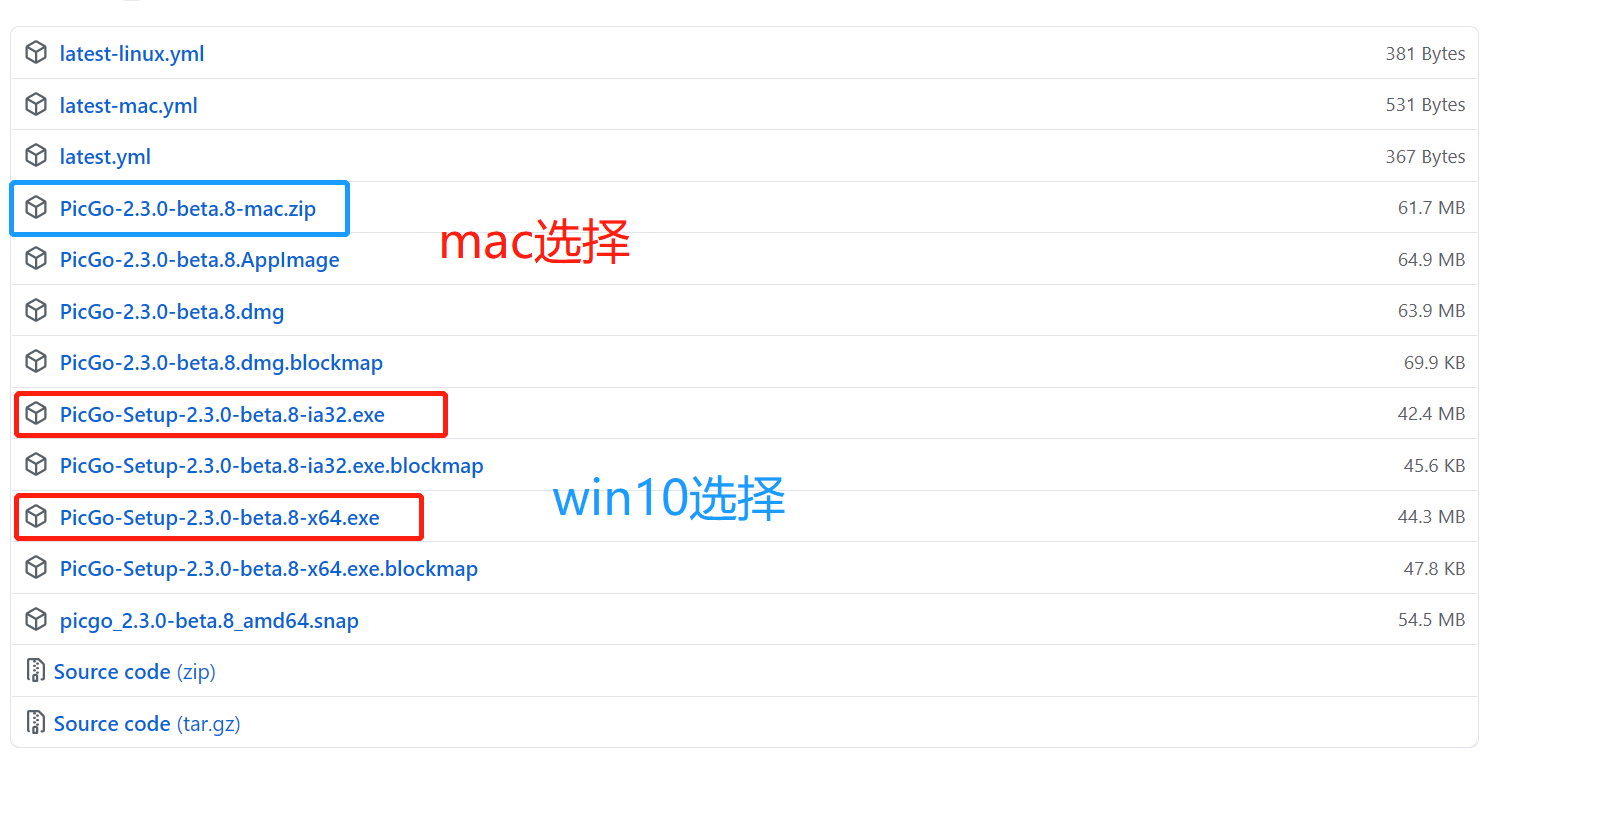 latest-linux.yml 381 Bytes
latest-mac.yml 531 Bytes
latest.yml 367 Bytes
PicGo-2.3.0-beta.8-mac.zip 61.7 MB
mac选择
PicGo-2.3.0-beta.8.AppImage 64.9 MB
PicGo-2.3.0-beta.8.dmg 63.9 MB
PicGo-2.3.0-beta.8.dmg.blockmap 69.9 KB
PicGo-Setup-2.3.0-beta.8-ia32.exe 42.4 MB
PicGo-Setup-2.3.0-beta.8-ia32.exe.blockmap 45.6 KB
win10选择
PicGo-Setup-2.3.0-beta.8-x64.exe 44.3 MB
PicGo-Setup-2.3.0-beta.8-x64.exe.blockmap 47.8 KB
picgo_2.3.0-beta.8_amd64.snap 54.5 MB
Source code (zip)
Source code (tar.gz)